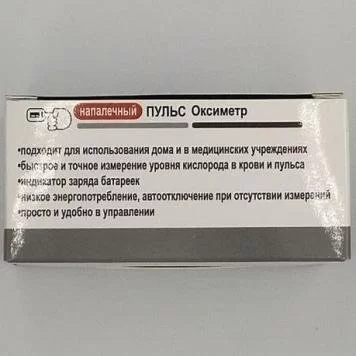 напалечный ПУЛЬС Оксиметр
•подходит для использования дома и в медицинских учреждениях
•быстрое и точное измерение уровня кислорода в крови и пульса
•индикатор заряда батареек
•низкое энергопотребление, автоотключение при отсутствии измерений
•просто и удобно в управлении